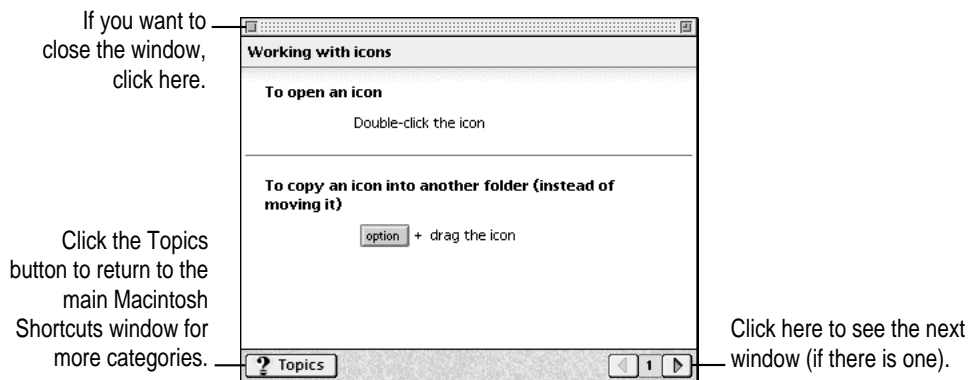 If you want to
close the window,
click here.
Working with icons
To open an icon
Double-click the icon
To copy an icon into another folder (instead of
moving it)
option + drag the icon
Click the Topics
button to return to the
main Macintosh
Shortcuts window for
more categories.
? Topics
1
Click here to see the next
window (if there is one).